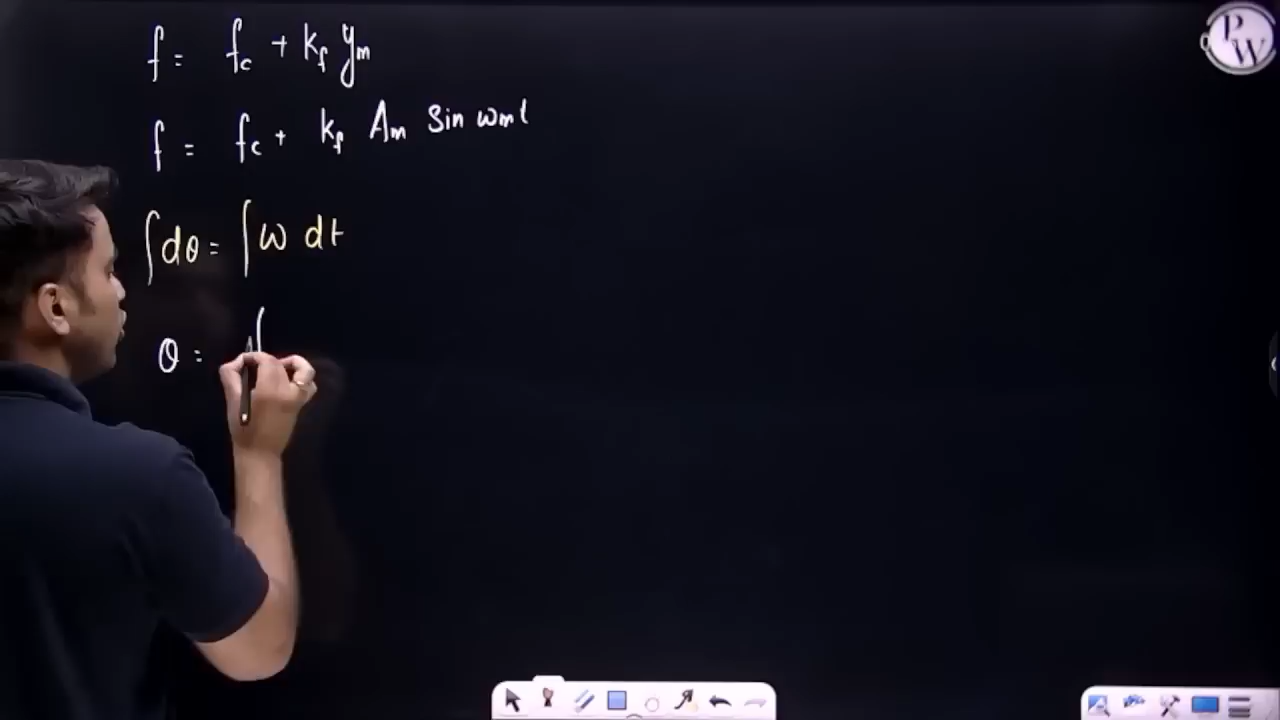 f = fc + kf ym
f = fc + kf Am Sin ωmt
∫dθ = ∫ω dt
θ = ∫
PW